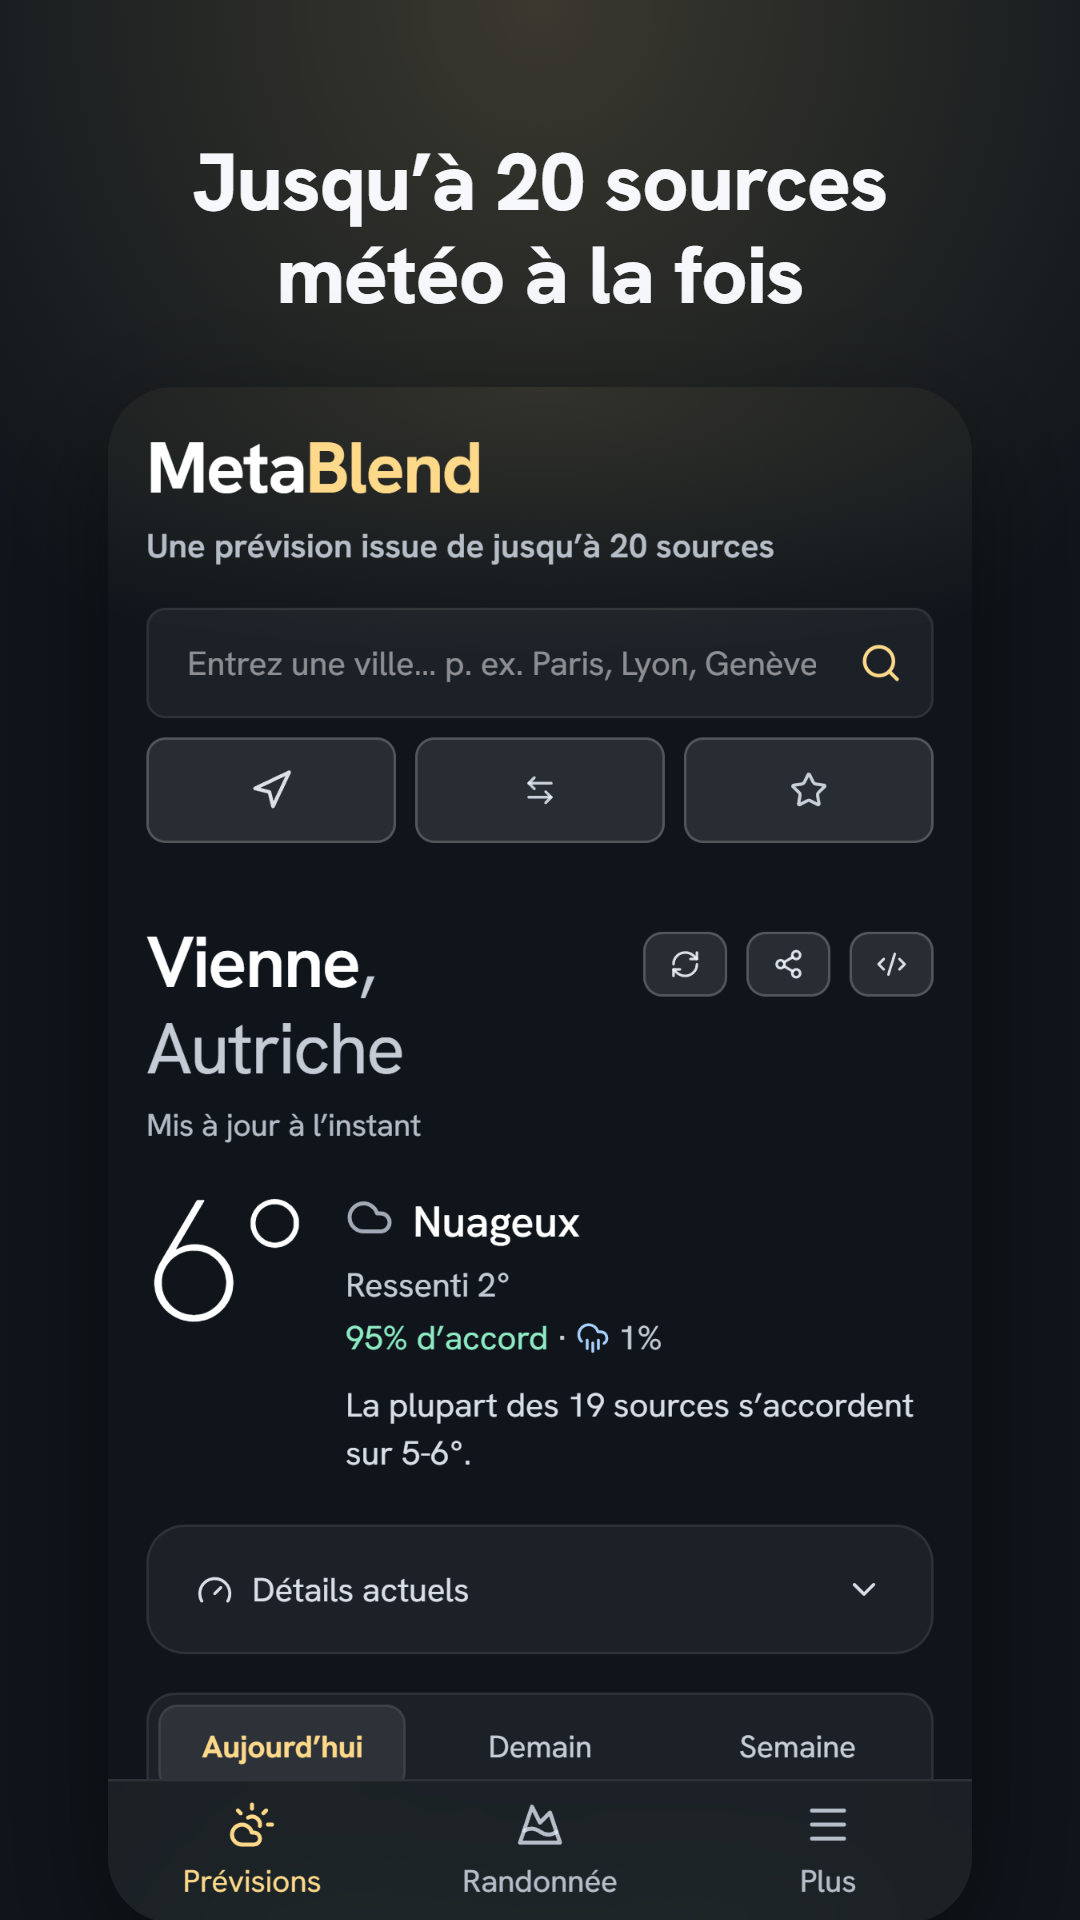 Jusqu’à 20 sources
météo à la fois
MetaBlend
Une prévision issue de jusqu’à 20 sources
Entrez une ville... p. ex. Paris, Lyon, Genève
Vienne,
Autriche
Mis à jour à l’instant
6°
Nuageux
Ressenti 2°
95% d’accord · 1%
La plupart des 19 sources s’accordent
sur 5-6°.
Détails actuels
Aujourd’hui Demain Semaine
Prévisions Randonnée Plus